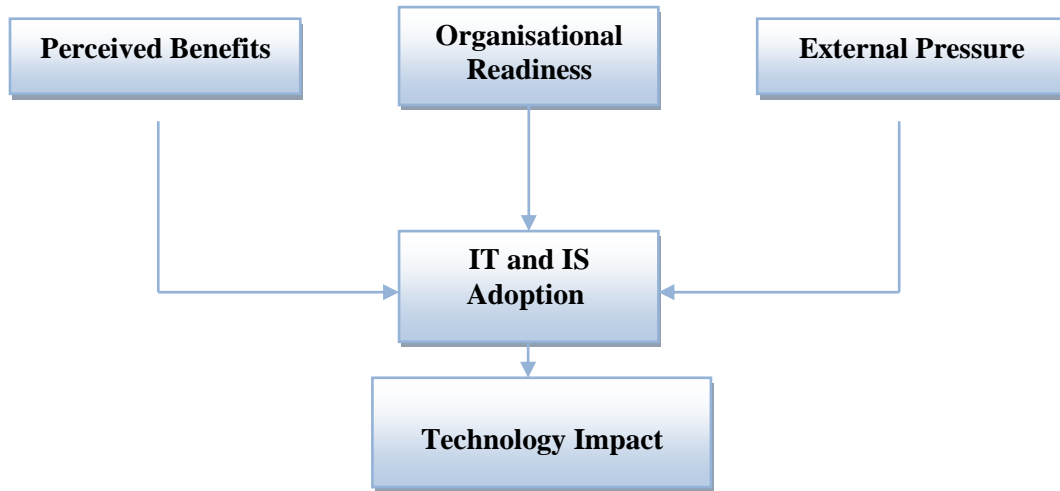 Perceived Benefits
Organisational
Readiness
External Pressure
IT and IS
Adoption
Technology Impact